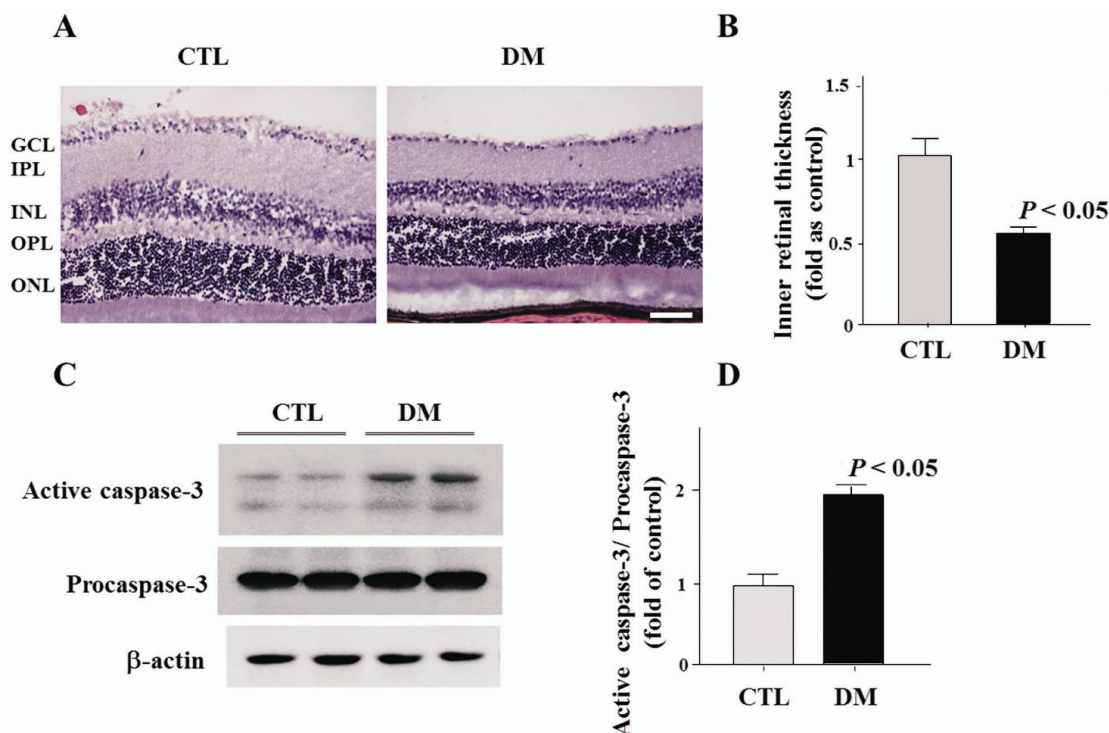 A
CTL
DM
GCL
IPL
INL
OPL
ONL
B
Inner retinal thickness
(fold as control)
1.5
1
0.5
0
P < 0.05
CTL
DM
C
CTL
DM
Active caspase-3
Procaspase-3
β-actin
D
Active caspase-3/ Procaspase-3
(fold of control)
2
1
0
P < 0.05
CTL
DM